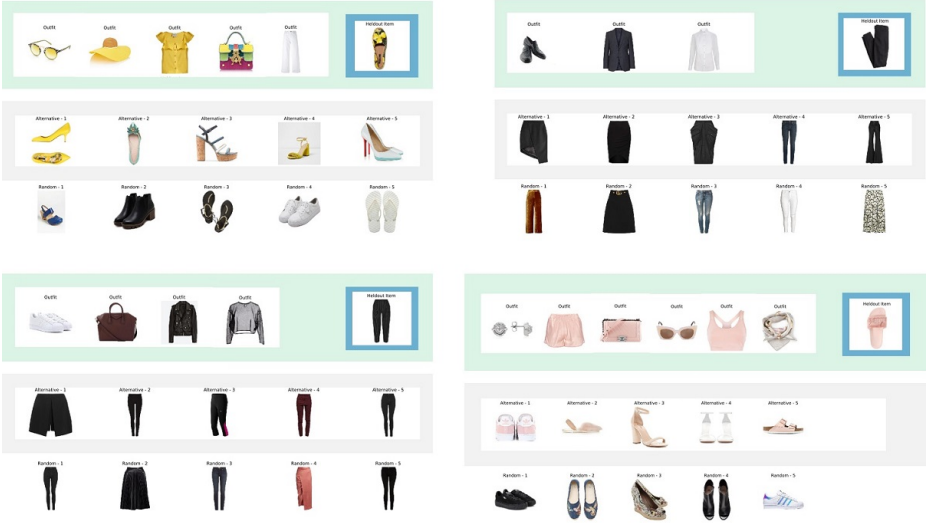 Outfit Outfit Outfit Outfit Outfit Holdout Item
Alternative - 1 Alternative - 2 Alternative - 3 Alternative - 4 Alternative - 5
Random - 1 Random - 2 Random - 3 Random - 4 Random - 5
Outfit Outfit Outfit Holdout Item
Alternative - 1 Alternative - 2 Alternative - 3 Alternative - 4 Alternative - 5
Random - 1 Random - 2 Random - 3 Random - 4 Random - 5
Outfit Outfit Outfit Outfit Holdout Item
Alternative - 1 Alternative - 2 Alternative - 3 Alternative - 4 Alternative - 5
Random - 1 Random - 2 Random - 3 Random - 4 Random - 5
Outfit Outfit Outfit Outfit Outfit Outfit Holdout Item
Alternative - 1 Alternative - 2 Alternative - 3 Alternative - 4 Alternative - 5
Random - 1 Random - 2 Random - 3 Random - 4 Random - 5